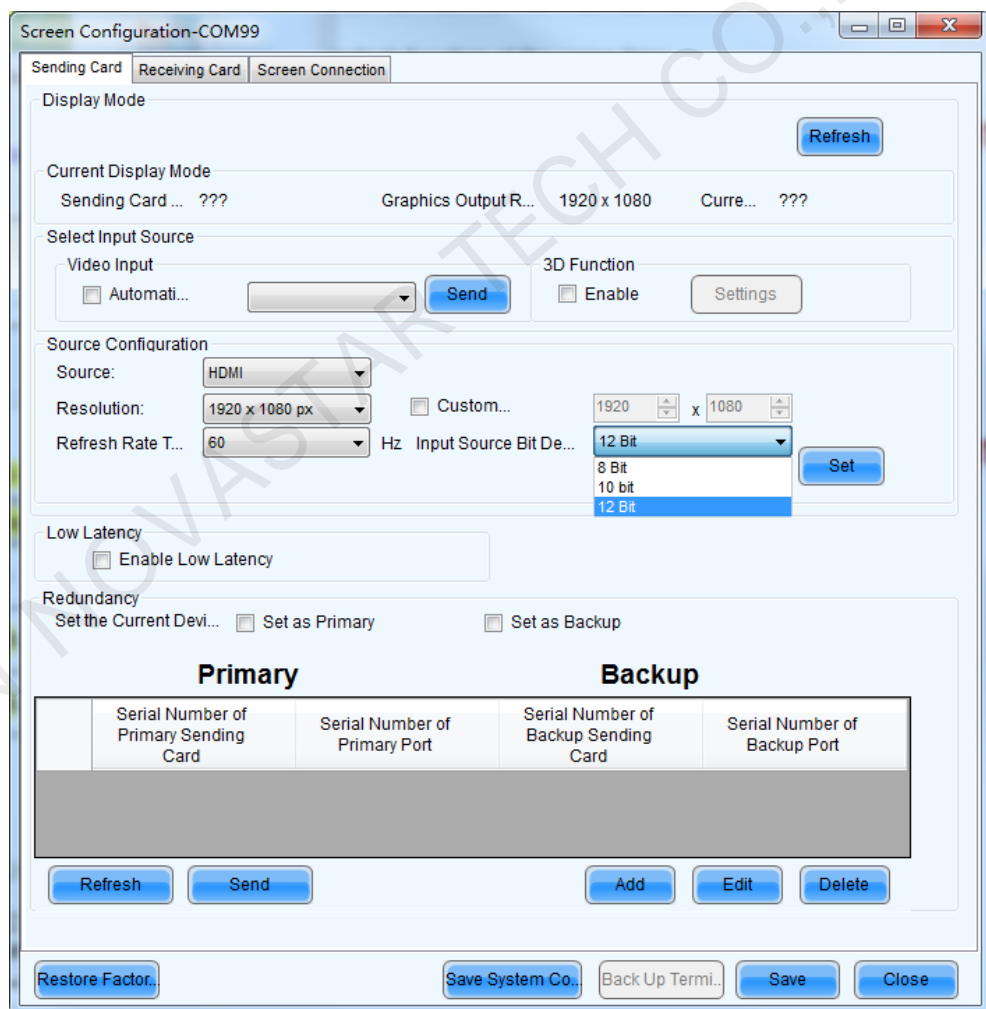 Screen Configuration-COM99
Sending Card Receiving Card Screen Connection
Display Mode
Refresh
Current Display Mode
Sending Card ... ??? Graphics Output R... 1920 x 1080 Curre... ???
Select Input Source
Video Input 3D Function
Automati... Send Enable Settings
Source Configuration
Source: HDMI
Resolution: 1920 x 1080 px Custom... 1920 x 1080
Refresh Rate T... 60 Hz Input Source Bit De... 12 Bit
8 Bit
10 bit
12 Bit
Set
Low Latency
Enable Low Latency
Redundancy
Set the Current Devi... Set as Primary Set as Backup
Primary Backup
Serial Number of Primary Sending Card
Serial Number of Primary Port
Serial Number of Backup Sending Card
Serial Number of Backup Port
Refresh Send Add Edit Delete
Restore Factor... Save System Co... Back Up Termi... Save Close
NOVASTAR TECH CO.,